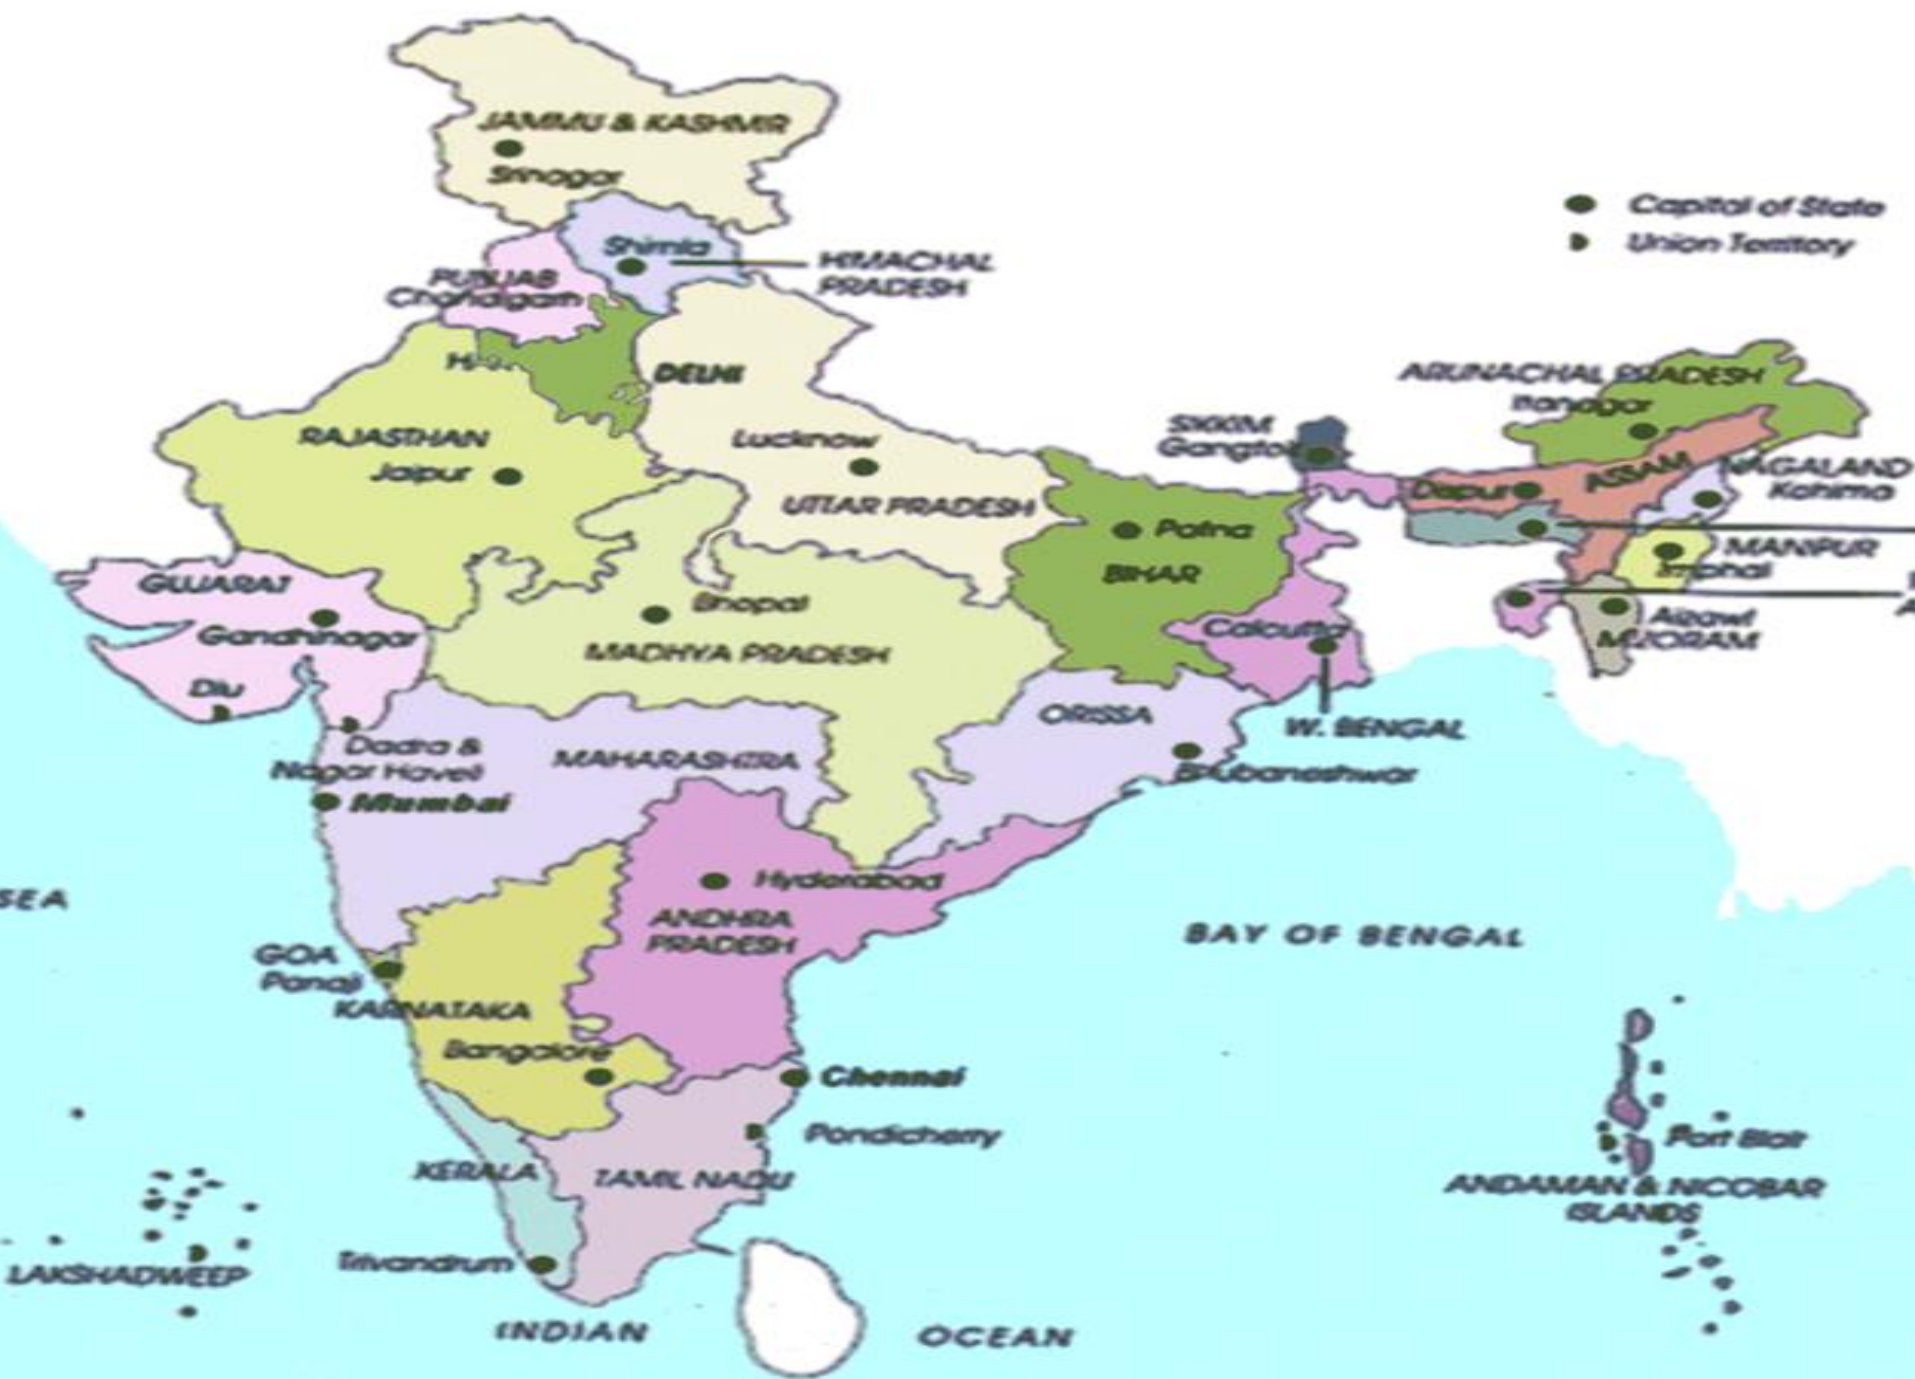 JAMMU & KASHMIR
Srinagar
Capital of State
Union Territory
Shimla
HIMACHAL
PRADESH
PUNJAB
Chandigarh
DELHI
ARUNACHAL PRADESH
Itanagar
RAJASTHAN
Jaipur
Lucknow
UTTAR PRADESH
SIKKIM
Gangtok
Dispur
ASSAM
NAGALAND
Kohima
Patna
BIHAR
MANIPUR
Imphal
GUJARAT
Gandhinagar
Bhopal
MADHYA PRADESH
Calcutta
Aizawl
MIZORAM
Diu
ORISSA
W. BENGAL
Dadra &
Nagar Haveli
MAHARASHTRA
Bhubaneshwar
Mumbai
Hyderabad
ANDHRA
PRADESH
SEA
BAY OF BENGAL
GOA
Panaji
KARNATAKA
Bangalore
Chennai
Pondicherry
Port Blair
KERALA
TAMIL NADU
ANDAMAN & NICOBAR
ISLANDS
LAKSHADWEEP
Trivandrum
INDIAN OCEAN